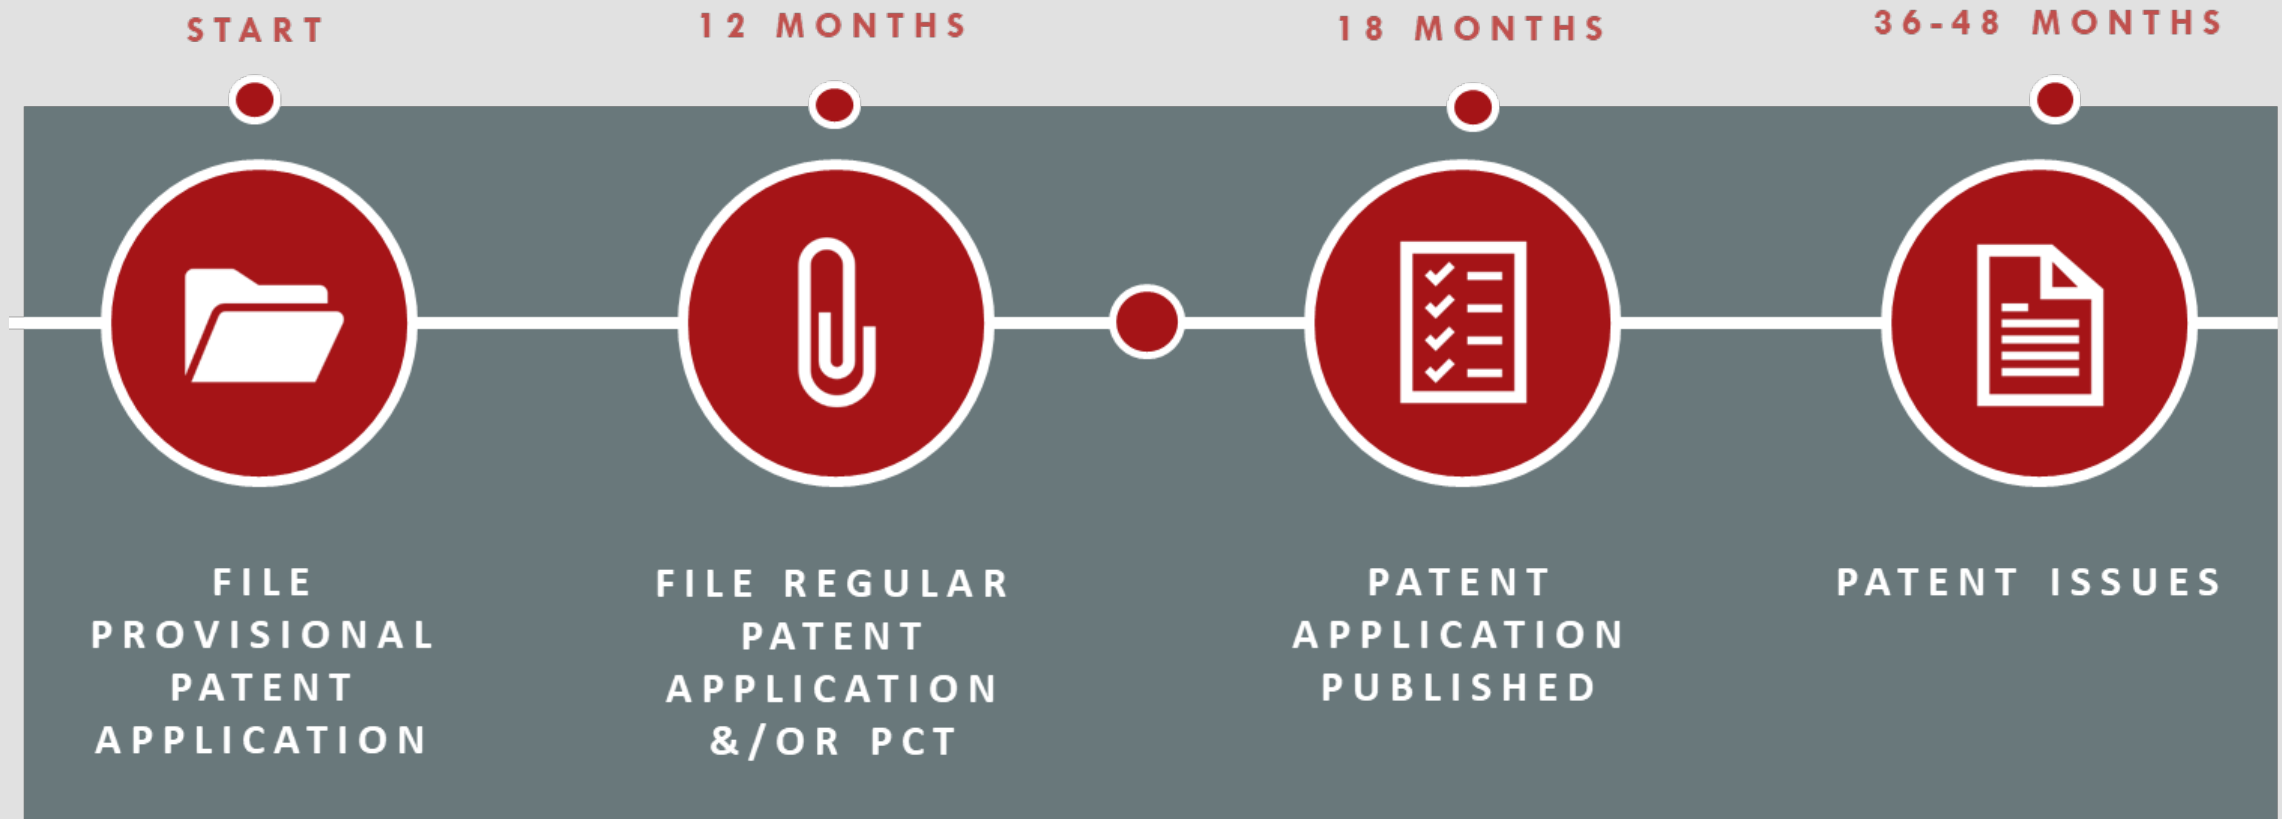 START
12 MONTHS
18 MONTHS
36-48 MONTHS
FILE
PROVISIONAL
PATENT
APPLICATION
FILE REGULAR
PATENT
APPLICATION
&/OR PCT
PATENT
APPLICATION
PUBLISHED
PATENT ISSUES